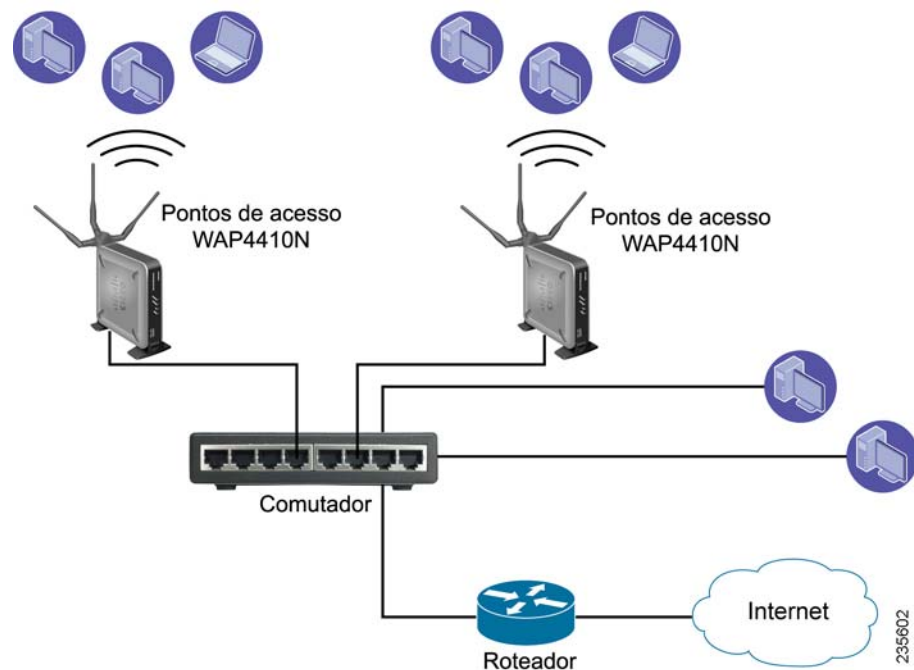 Pontos de acesso
WAP4410N
Pontos de acesso
WAP4410N
Comutador
Internet
Roteador
235602